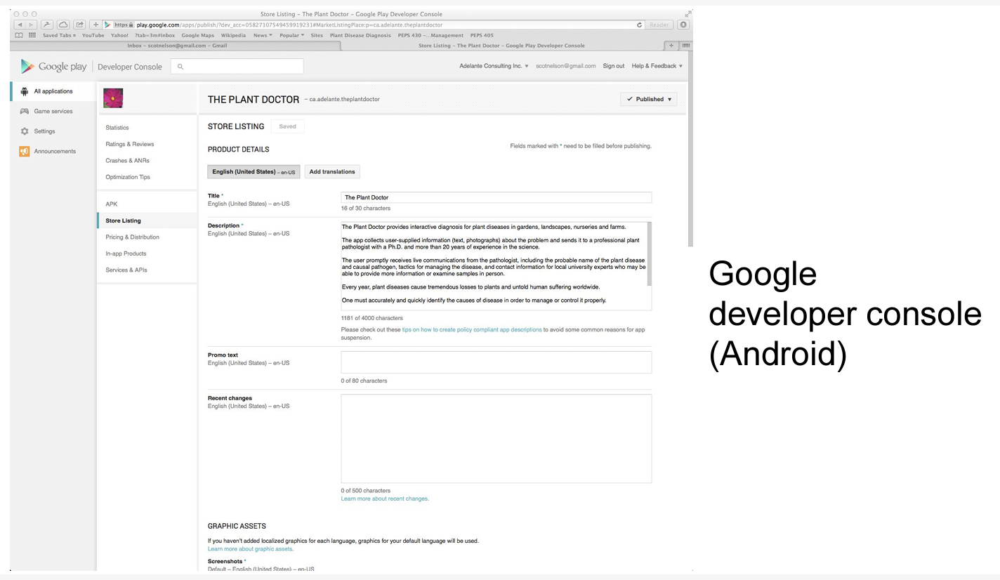 Store Listing – The Plant Doctor – Google Play Developer Console
https play.google.com/apps/publish/?dev_acc=05827107549459919231#MarketListingPlace:p=ca.adelante.theplantdoctor
Reader
Saved Tabs YouTube Yahoo! ?tab=3m#inbox Google Maps Wikipedia News Popular Sites Plant Disease Diagnosis PEPS 430 –...Management PEPS 405
Inbox – scotnelson@gmail.com – Gmail
Store Listing – The Plant Doctor – Google Play Developer Console
Google play
Developer Console
Adelante Consulting Inc. scotnelson@gmail.com Sign out Help & Feedback
All applications
Game services
Settings
Announcements
THE PLANT DOCTOR – ca.adelante.theplantdoctor
Published
Statistics
Ratings & Reviews
Crashes & ANRs
Optimization Tips
APK
Store Listing
Pricing & Distribution
In-app Products
Services & APIs
STORE LISTING Saved
PRODUCT DETAILS
Fields marked with * need to be filled before publishing.
English (United States) – en-US Add translations
Title *
English (United States) – en-US
The Plant Doctor
16 of 30 characters
Description *
English (United States) – en-US
The Plant Doctor provides interactive diagnosis for plant diseases in gardens, landscapes, nurseries and farms.
The app collects user-supplied information (text, photographs) about the problem and sends it to a professional plant
pathologist with a Ph.D. and more than 20 years of experience in the science.
The user promptly receives live communications from the pathologist, including the probable name of the plant disease
and causal pathogen, tactics for managing the disease, and contact information for local university experts who may be
able to provide more information or examine samples in person.
Every year, plant diseases cause tremendous losses to plants and untold human suffering worldwide.
One must accurately and quickly identify the causes of disease in order to manage or control it properly.
1181 of 4000 characters
Please check out these tips on how to create policy compliant app descriptions to avoid some common reasons for app
suspension.
Promo text
English (United States) – en-US
0 of 80 characters
Recent changes
English (United States) – en-US
0 of 500 characters
Learn more about recent changes.
GRAPHIC ASSETS
If you haven't added localized graphics for each language, graphics for your default language will be used.
Learn more about graphic assets.
Screenshots *
Default – English (United States) – en-US
Google
developer console
(Android)